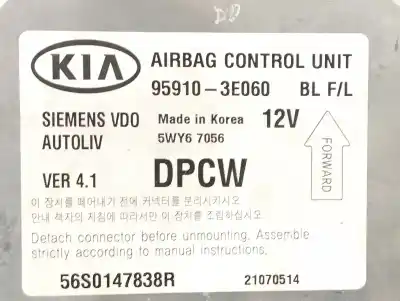 KIA
AIRBAG CONTROL UNIT
95910-3E060 BL F/L
SIEMENS VDO Made in Korea 12V
AUTOLIV 5WY6 7056
VER 4.1 DPCW
FORWARD
이 장치를 떼어내기 전에 커넥터를 분리시키시고
안내 책자의 지침에 따라서만 이 장치를 조립하십시오.
Detach connector before unmounting. Assemble
strictly according to manual instructions.
56S0147838R 21070514